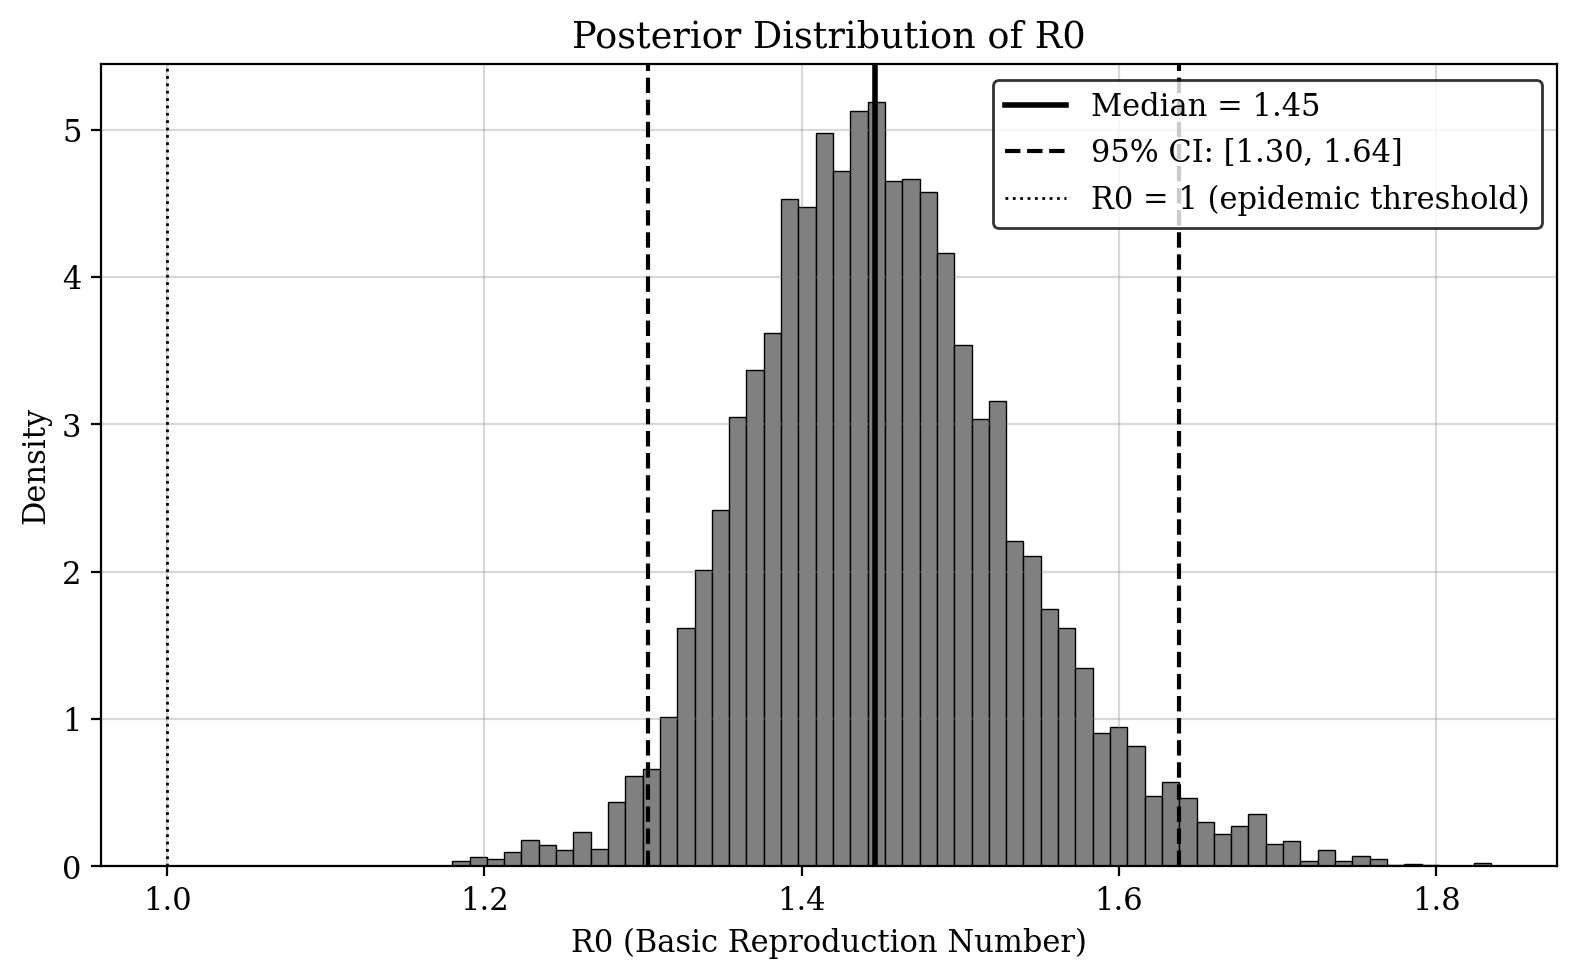 Posterior Distribution of R0
Median = 1.45
95% CI: [1.30, 1.64]
R0 = 1 (epidemic threshold)
Density
5
4
3
2
1
0
1.0 1.2 1.4 1.6 1.8
R0 (Basic Reproduction Number)